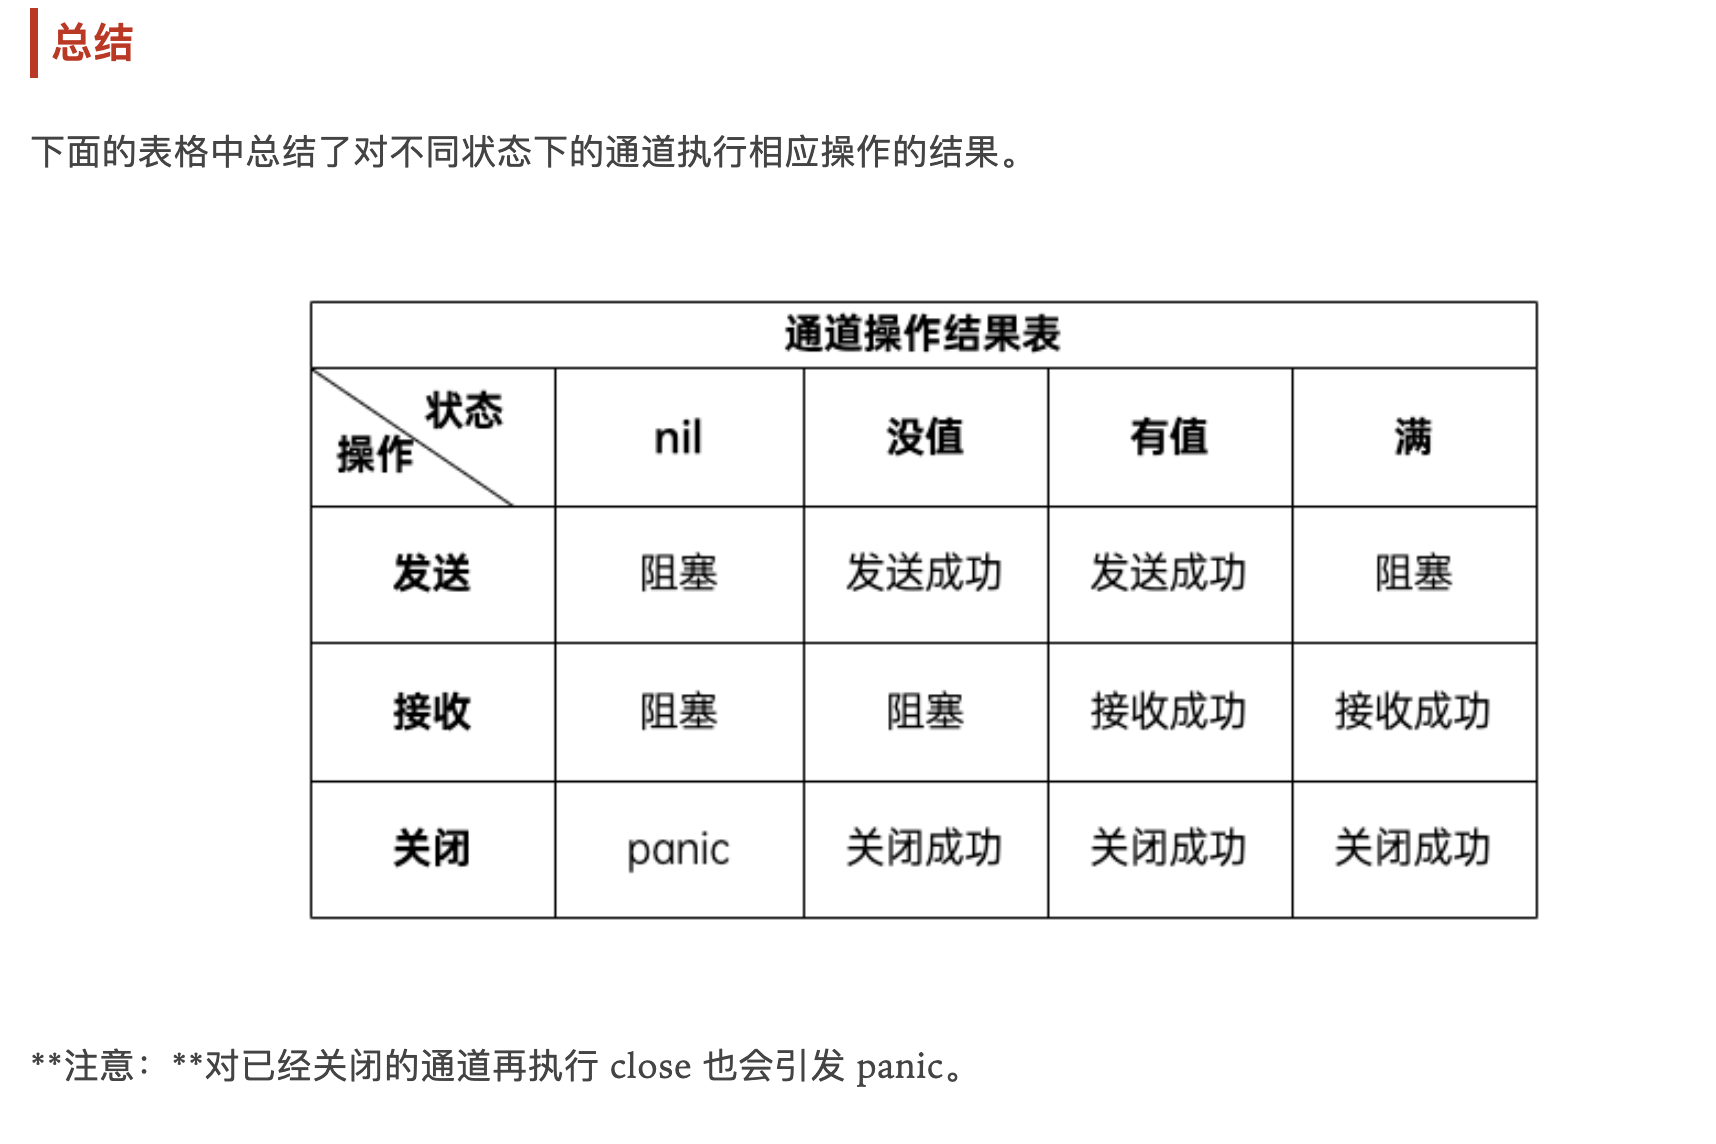 总结
下面的表格中总结了对不同状态下的通道执行相应操作的结果。
通道操作结果表
状态
操作 nil 没值 有值 满
发送 阻塞 发送成功 发送成功 阻塞
接收 阻塞 阻塞 接收成功 接收成功
关闭 panic 关闭成功 关闭成功 关闭成功
**注意：**对已经关闭的通道再执行 close 也会引发 panic。